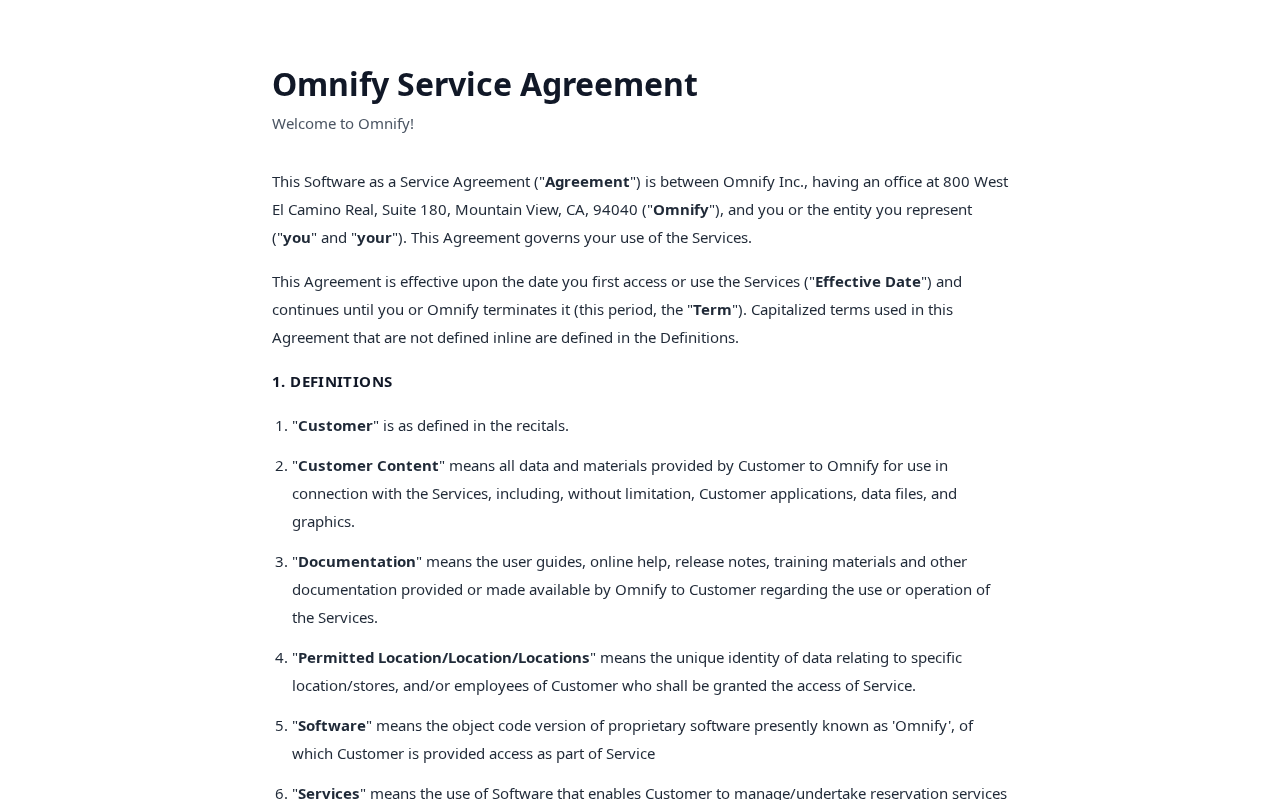 Omnify Service Agreement
Welcome to Omnify!
This Software as a Service Agreement ("Agreement") is between Omnify Inc., having an office at 800 West
El Camino Real, Suite 180, Mountain View, CA, 94040 ("Omnify"), and you or the entity you represent
("you" and "your"). This Agreement governs your use of the Services.
This Agreement is effective upon the date you first access or use the Services ("Effective Date") and
continues until you or Omnify terminates it (this period, the "Term"). Capitalized terms used in this
Agreement that are not defined inline are defined in the Definitions.
1. DEFINITIONS
1. "Customer" is as defined in the recitals.
2. "Customer Content" means all data and materials provided by Customer to Omnify for use in
connection with the Services, including, without limitation, Customer applications, data files, and
graphics.
3. "Documentation" means the user guides, online help, release notes, training materials and other
documentation provided or made available by Omnify to Customer regarding the use or operation of
the Services.
4. "Permitted Location/Location/Locations" means the unique identity of data relating to specific
location/stores, and/or employees of Customer who shall be granted the access of Service.
5. "Software" means the object code version of proprietary software presently known as 'Omnify', of
which Customer is provided access as part of Service
6. "Services" means the use of Software that enables Customer to manage/undertake reservation services